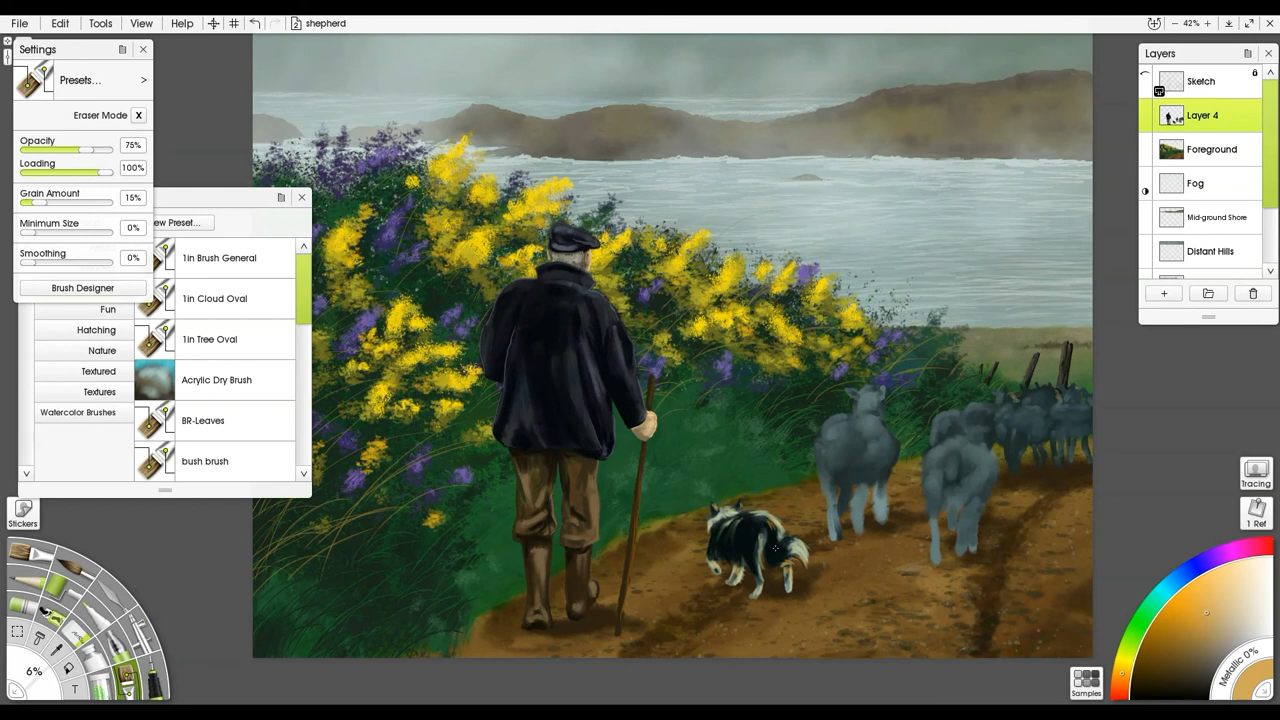 File Edit Tools View Help shepherd 42%
Settings
Presets...
Eraser Mode X
Opacity 75%
Loading 100%
Grain Amount 15%
Minimum Size 0%
Smoothing 0%
Brush Designer
ew Preset...
1in Brush General
1in Cloud Oval
Fun
Hatching
1in Tree Oval
Nature
Textured
Acrylic Dry Brush
Textures
Watercolor Brushes
BR-Leaves
bush brush
Stickers
6%
T
Layers
Sketch
Layer 4
Foreground
Fog
Mid-ground Shore
Distant Hills
Tracing
1 Ref
Metallic 0%
Samples